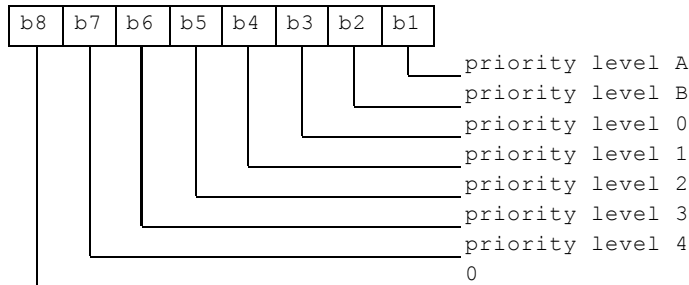 b8 b7 b6 b5 b4 b3 b2 b1
priority level A
priority level B
priority level 0
priority level 1
priority level 2
priority level 3
priority level 4
0